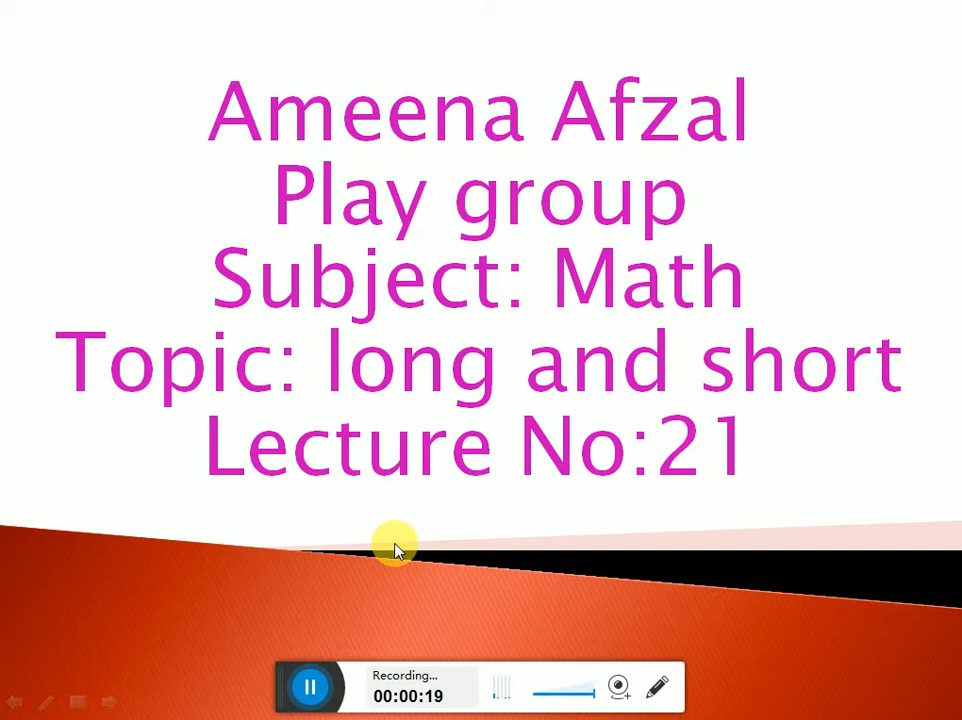 Ameena Afzal
Play group
Subject: Math
Topic: long and short
Lecture No:21
Recording...
00:00:19